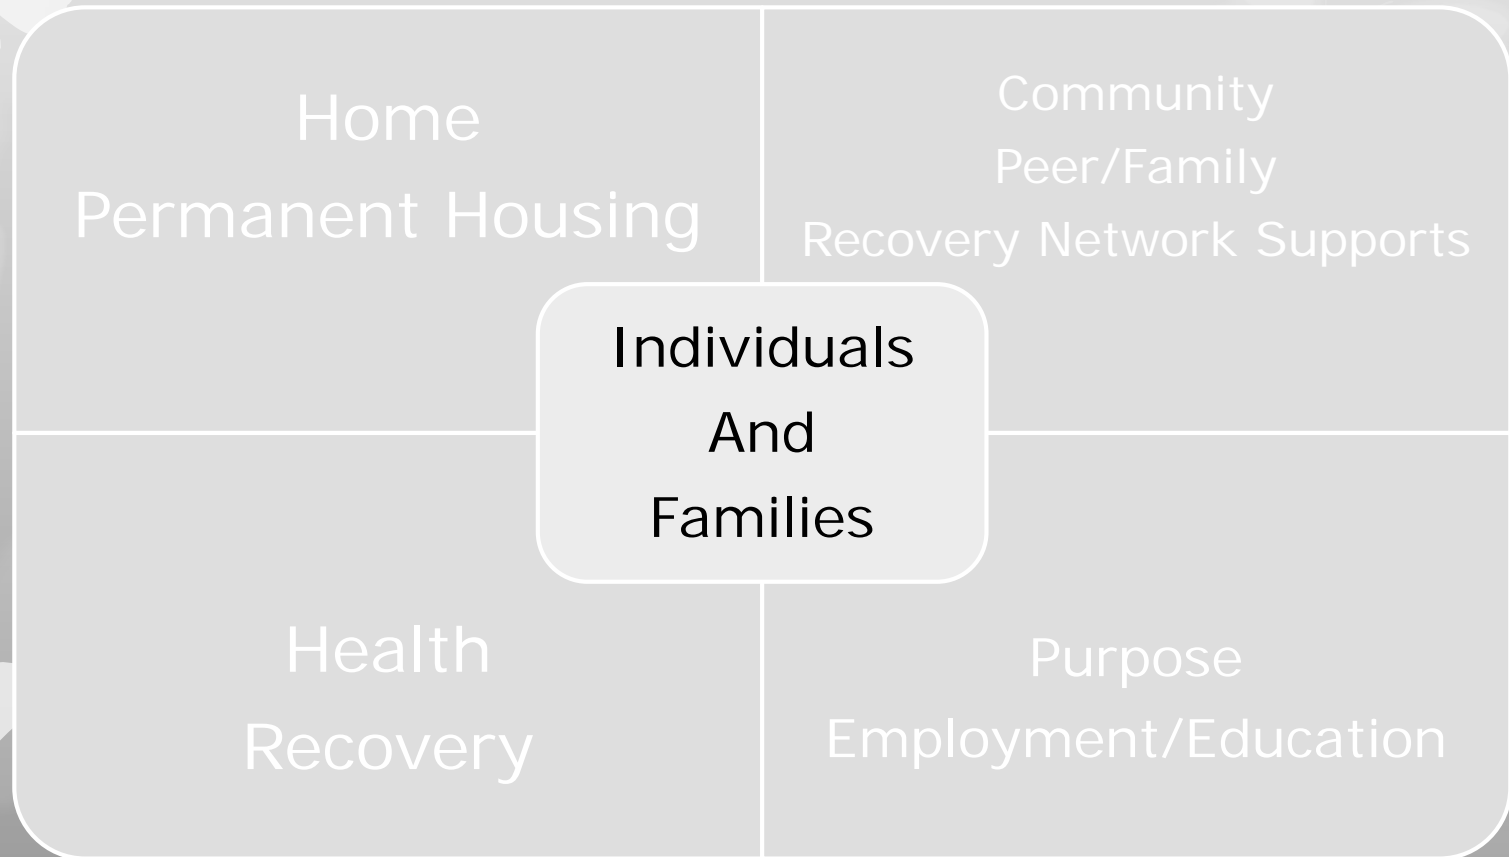 Home
Permanent Housing
Community
Peer/Family
Recovery Network Supports
Individuals
And
Families
Health
Recovery
Purpose
Employment/Education